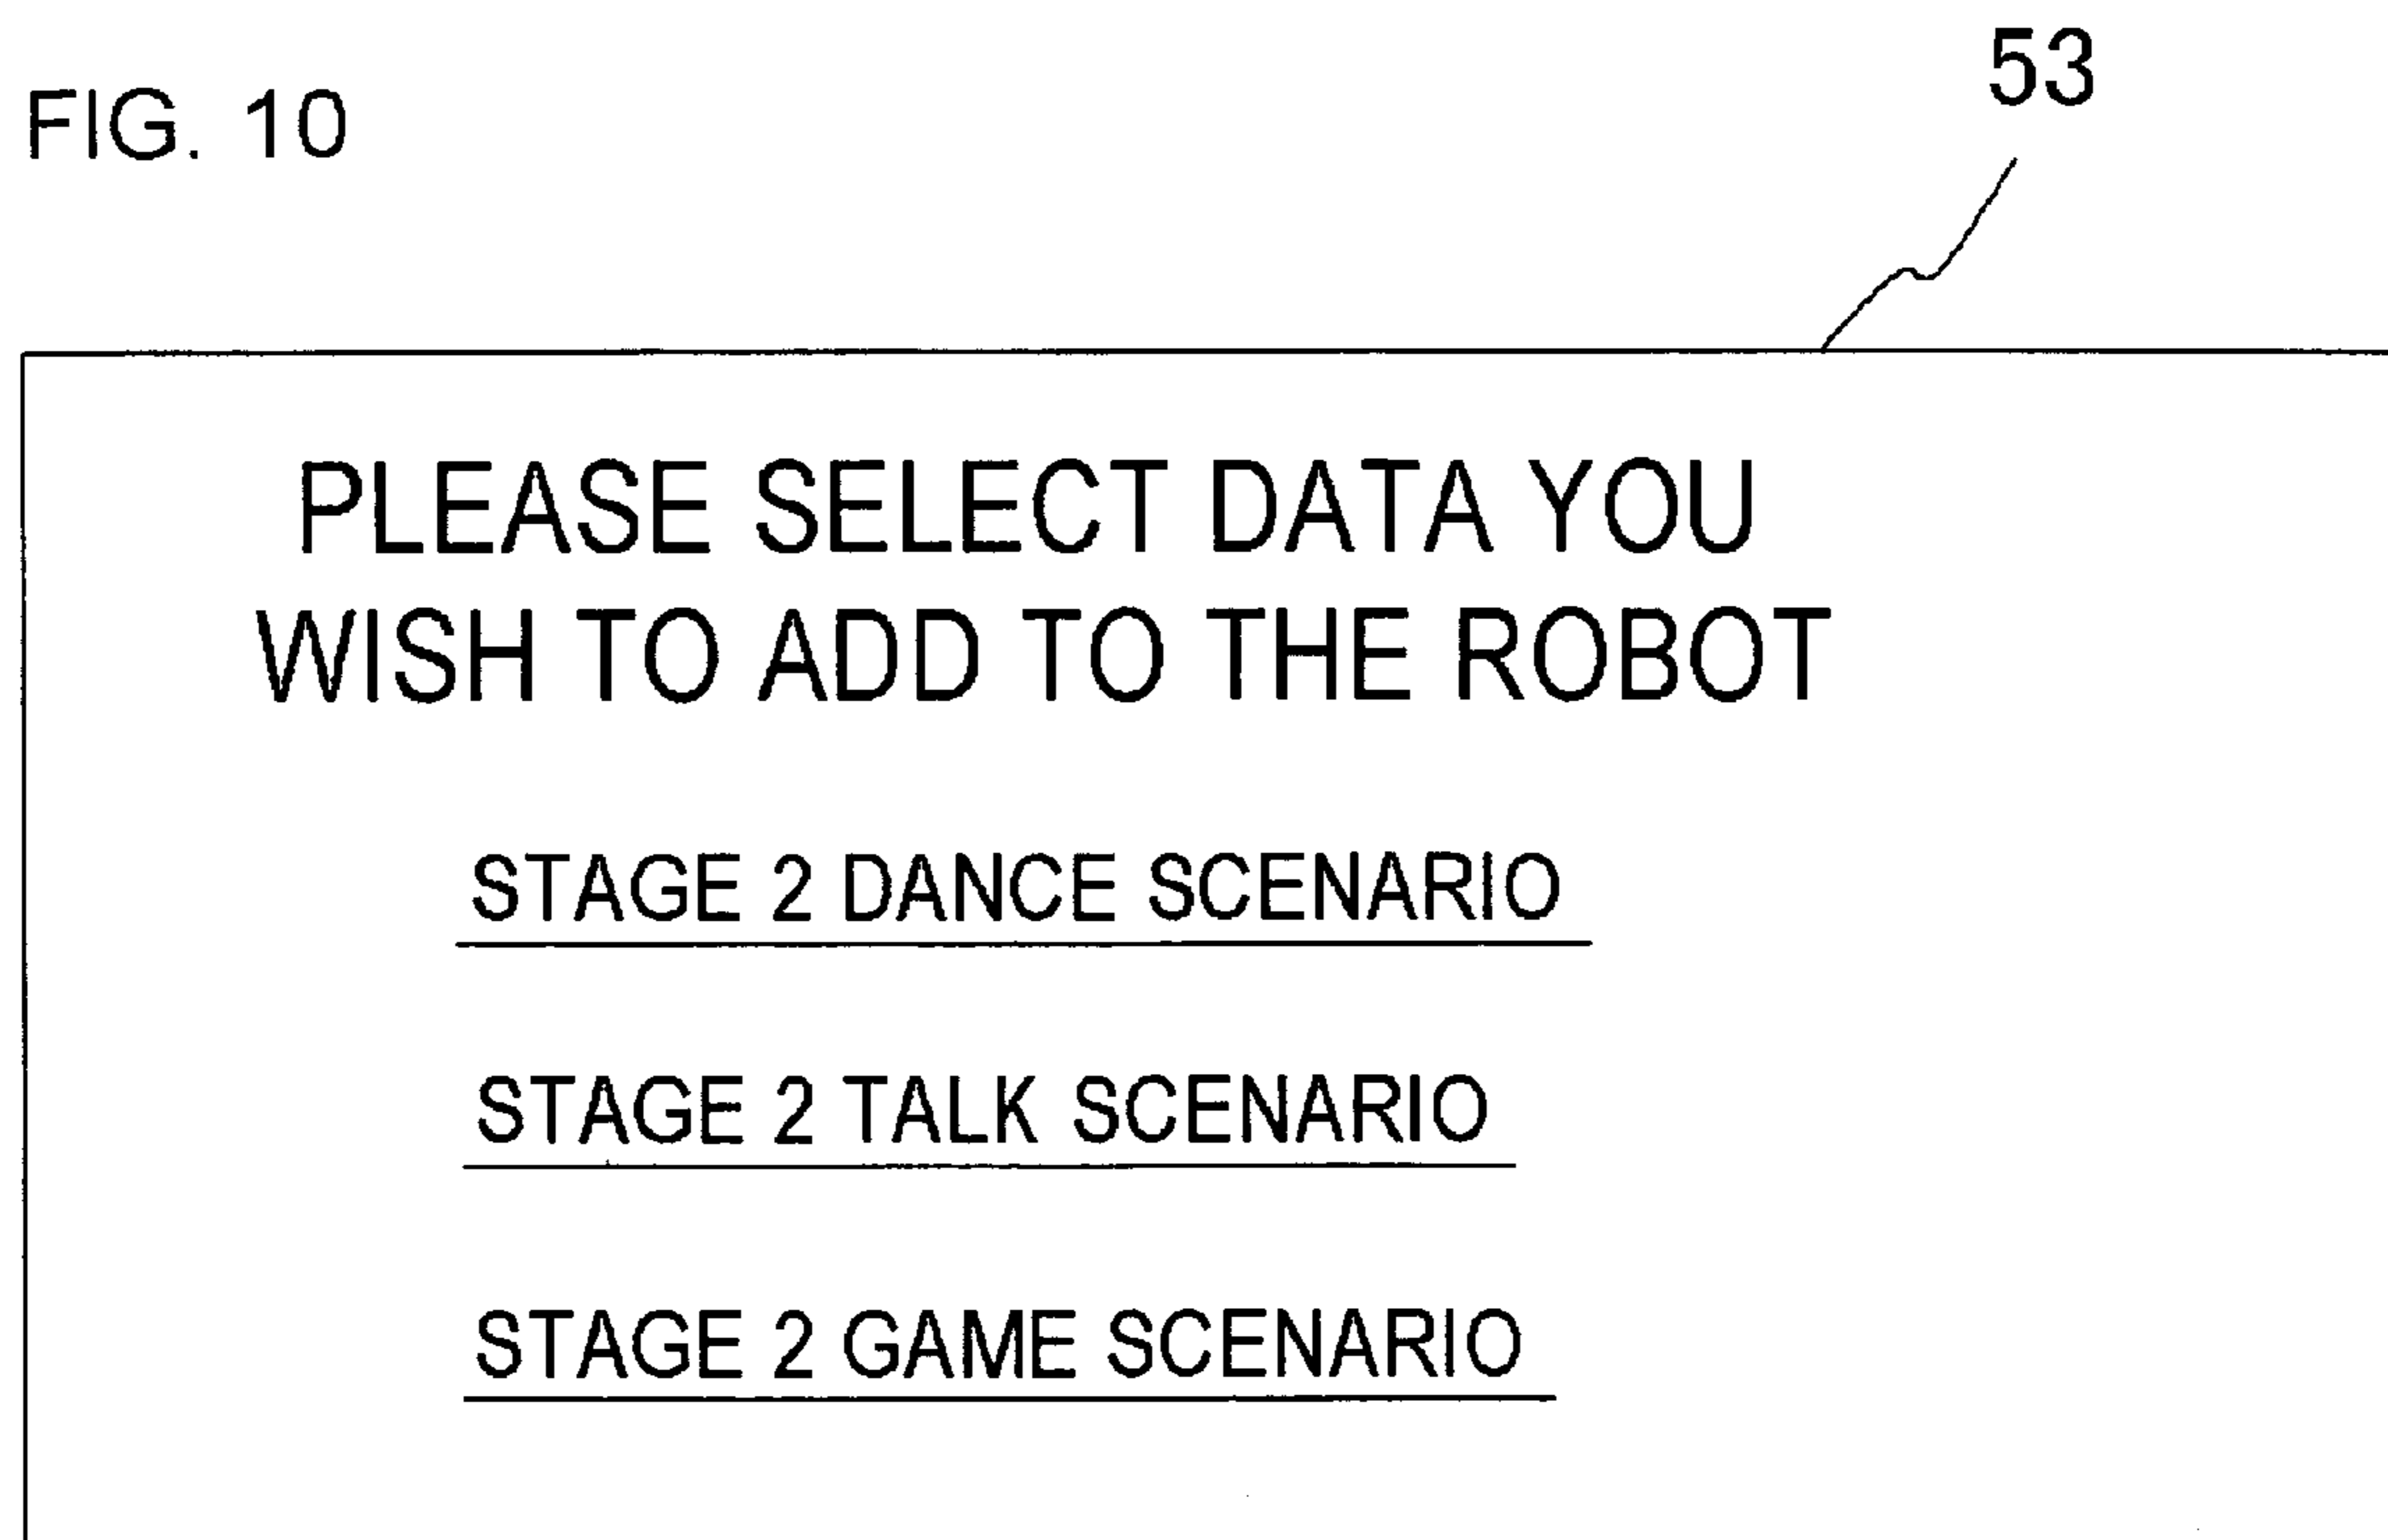 53
FIG. 10
PLEASE SELECT DATA YOU
WISH TO ADD TO THE ROBOT
STAGE 2 DANCE SCENARIO
STAGE 2 TALK SCENARIO
STAGE 2 GAME SCENARIO